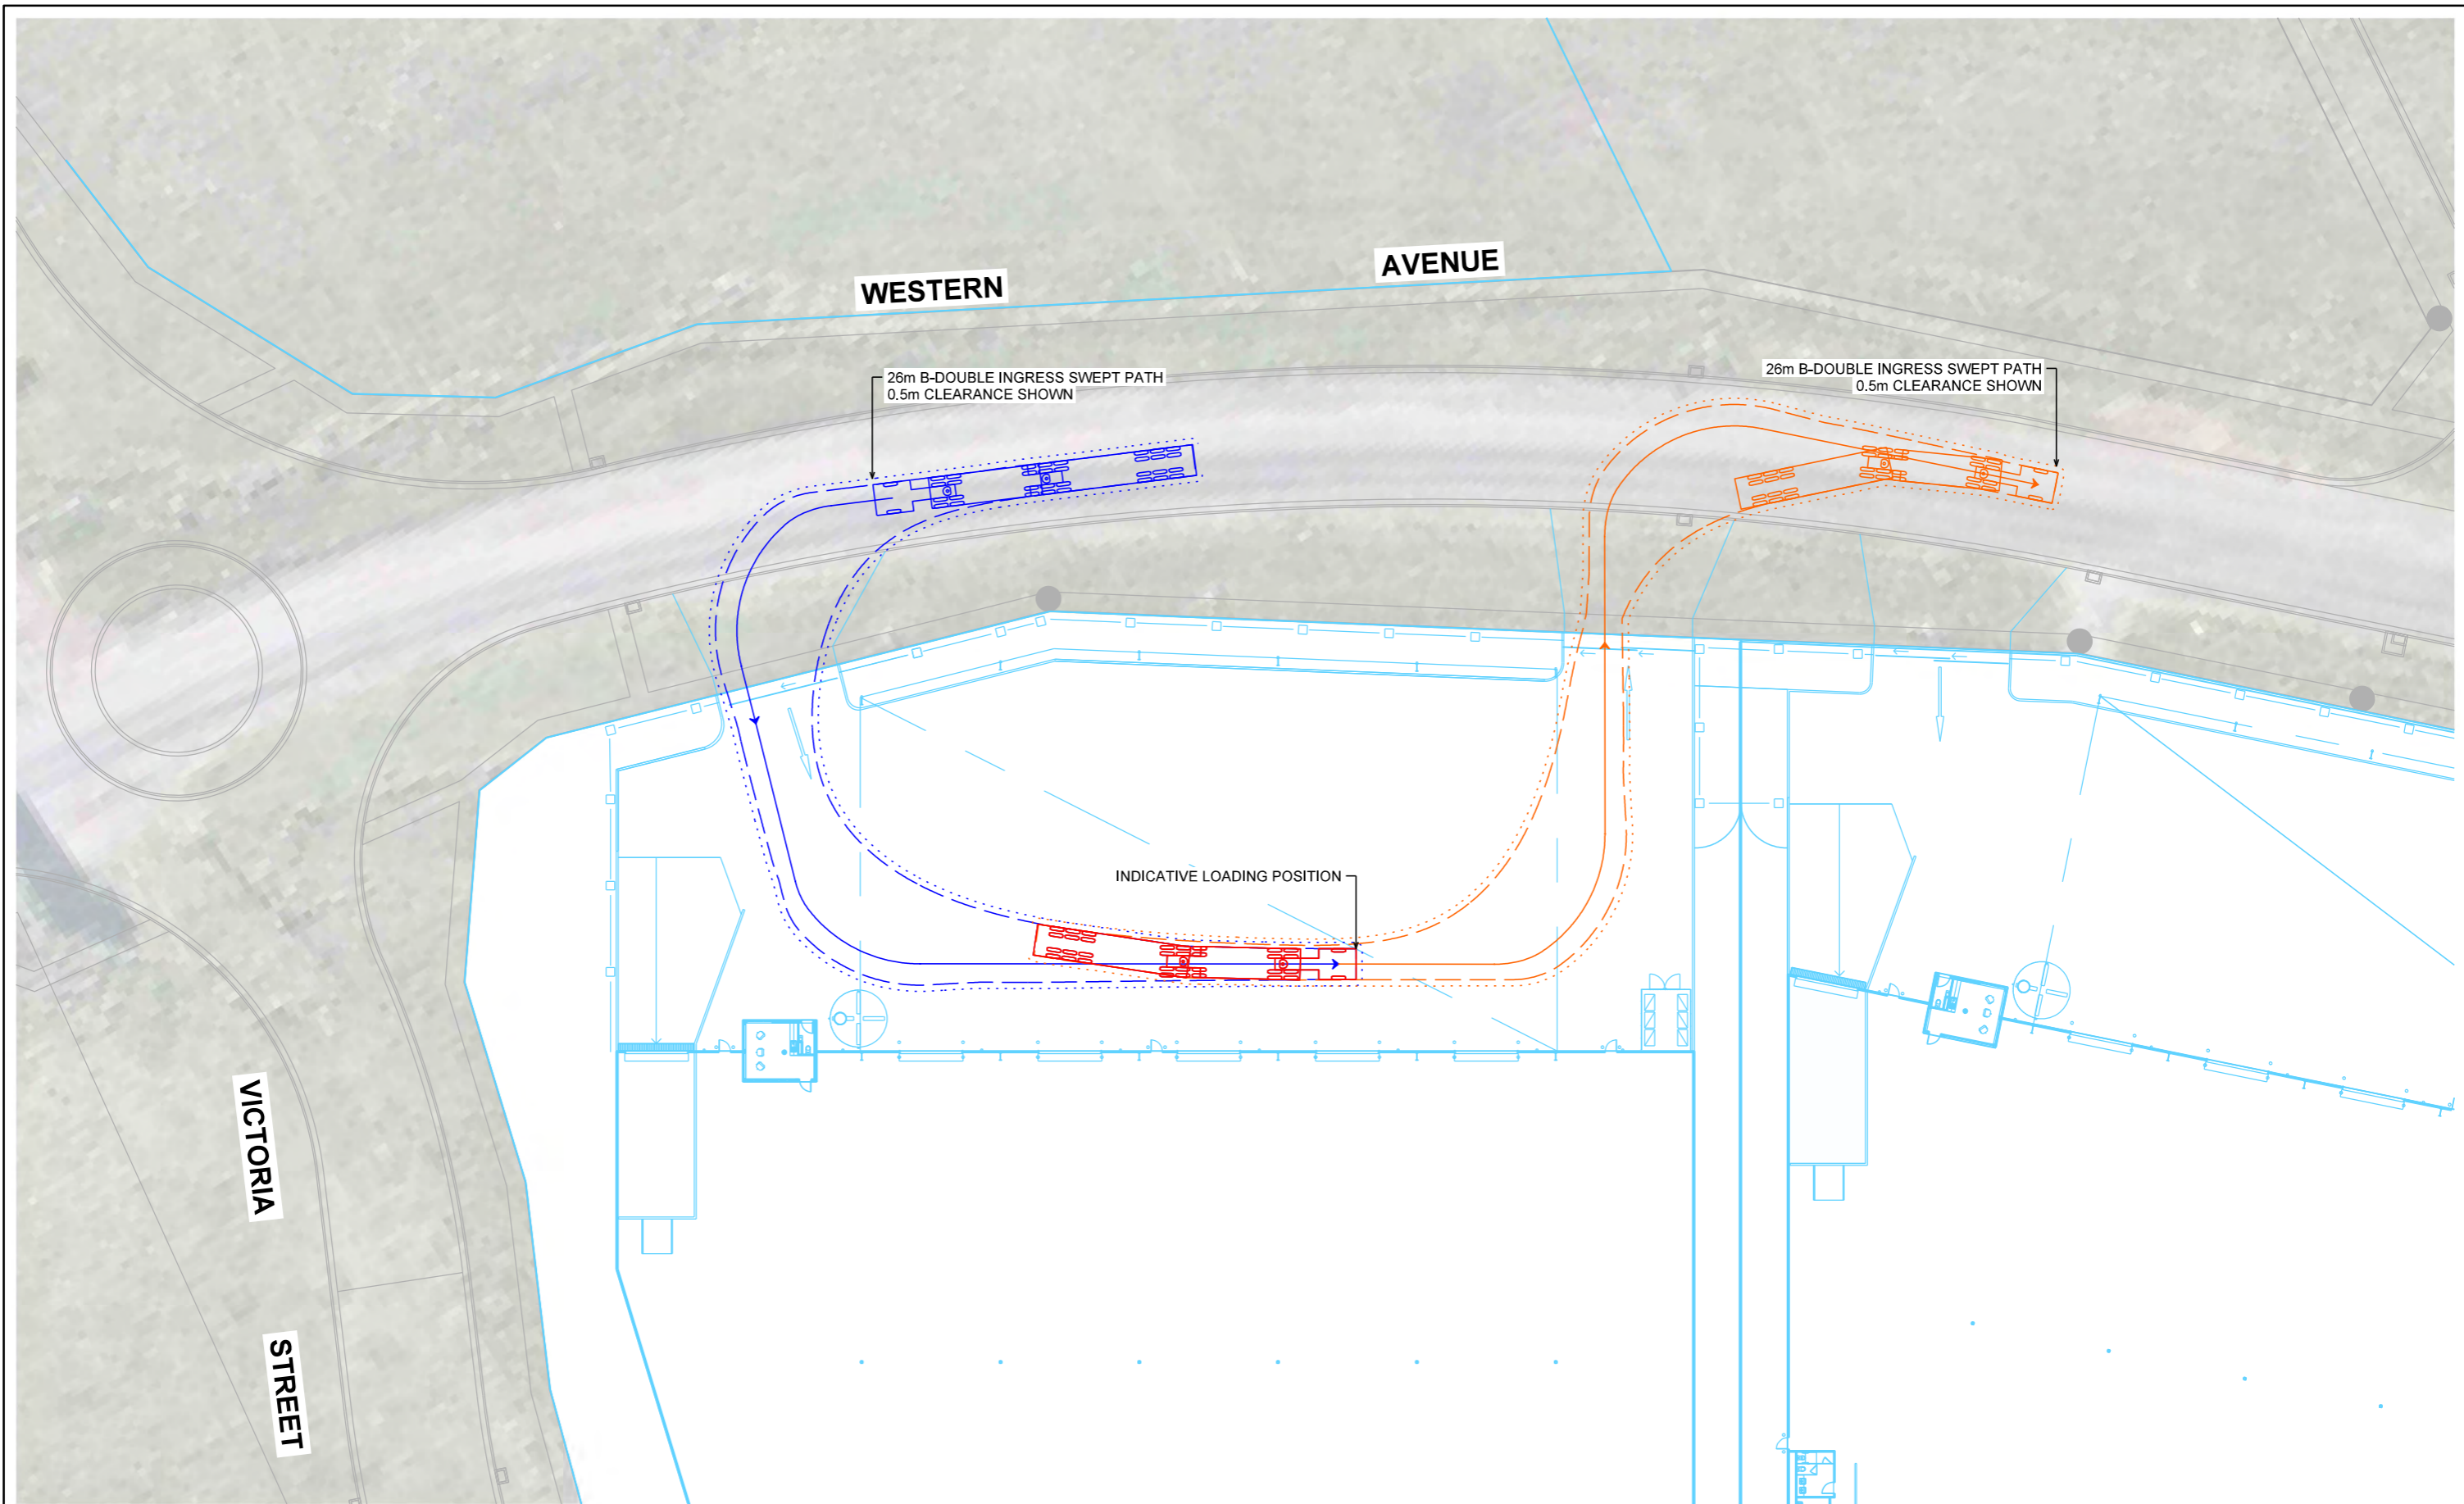 WESTERN
AVENUE
26m B-DOUBLE INGRESS SWEPT PATH
0.5m CLEARANCE SHOWN
26m B-DOUBLE INGRESS SWEPT PATH
0.5m CLEARANCE SHOWN
INDICATIVE LOADING POSITION
VICTORIA
STREET